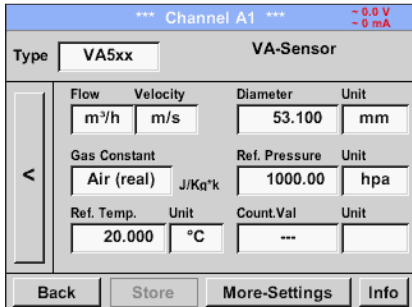 *** Channel A1 ***
~ 0.0 V
~ 0 mA
Type VA5xx VA-Sensor
Flow Velocity Diameter Unit
m³/h m/s 53.100 mm
Gas Constant Ref. Pressure Unit
< Air (real) J/Kg*k 1000.00 hpa
Ref. Temp. Unit Count.Val Unit
20.000 °C ---
Back Store More-Settings Info